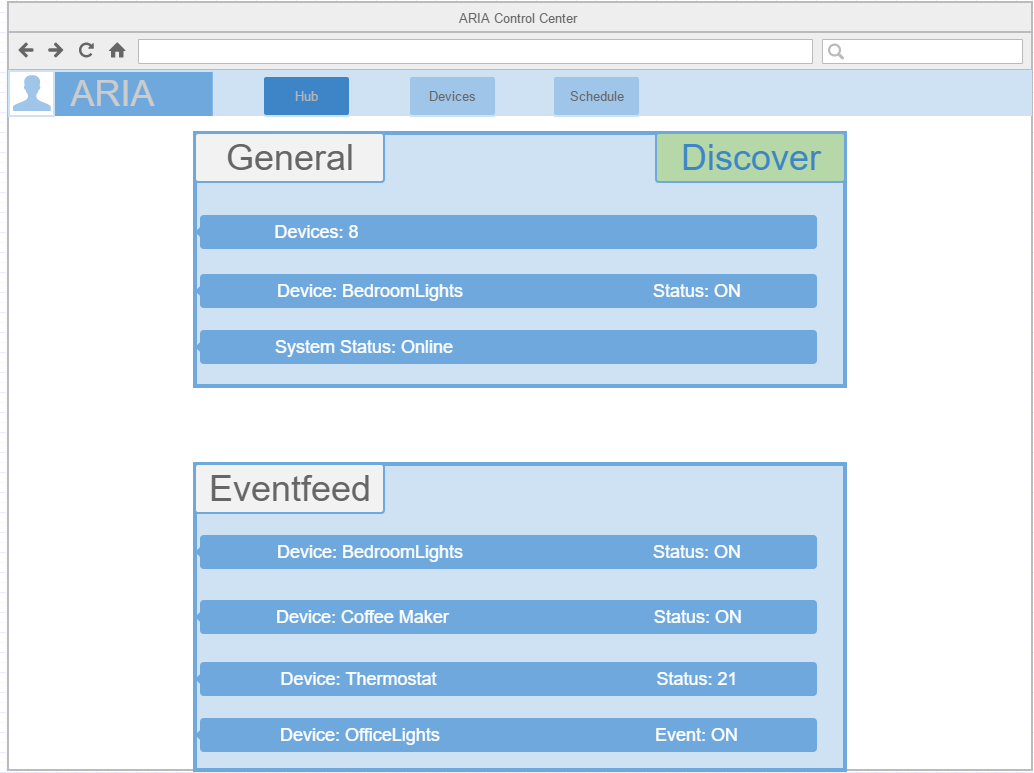 ARIA Control Center
ARIA
Hub
Devices
Schedule
General
Discover
Devices: 8
Device: BedroomLights Status: ON
System Status: Online
Eventfeed
Device: BedroomLights Status: ON
Device: Coffee Maker Status: ON
Device: Thermostat Status: 21
Device: OfficeLights Event: ON